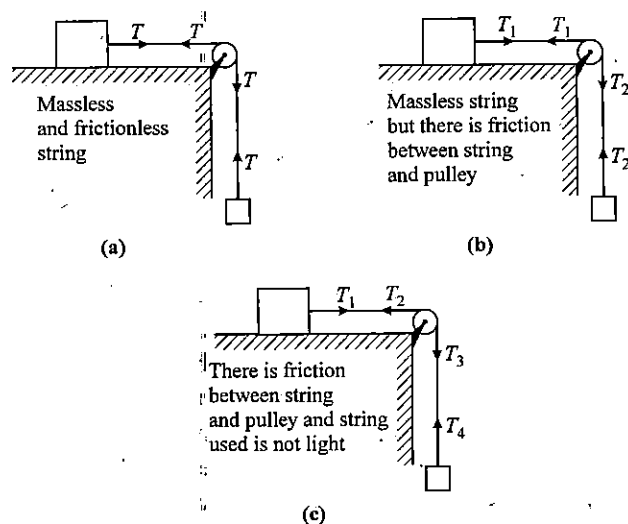 T T
T
T
Massless
and frictionless
string
(a)
T₁ T₁
T₂
T₂
Massless string
but there is friction
between string
and pulley
(b)
T₁ T₂
T₃
T₄
There is friction
between string
and pulley and string
used is not light
(c)